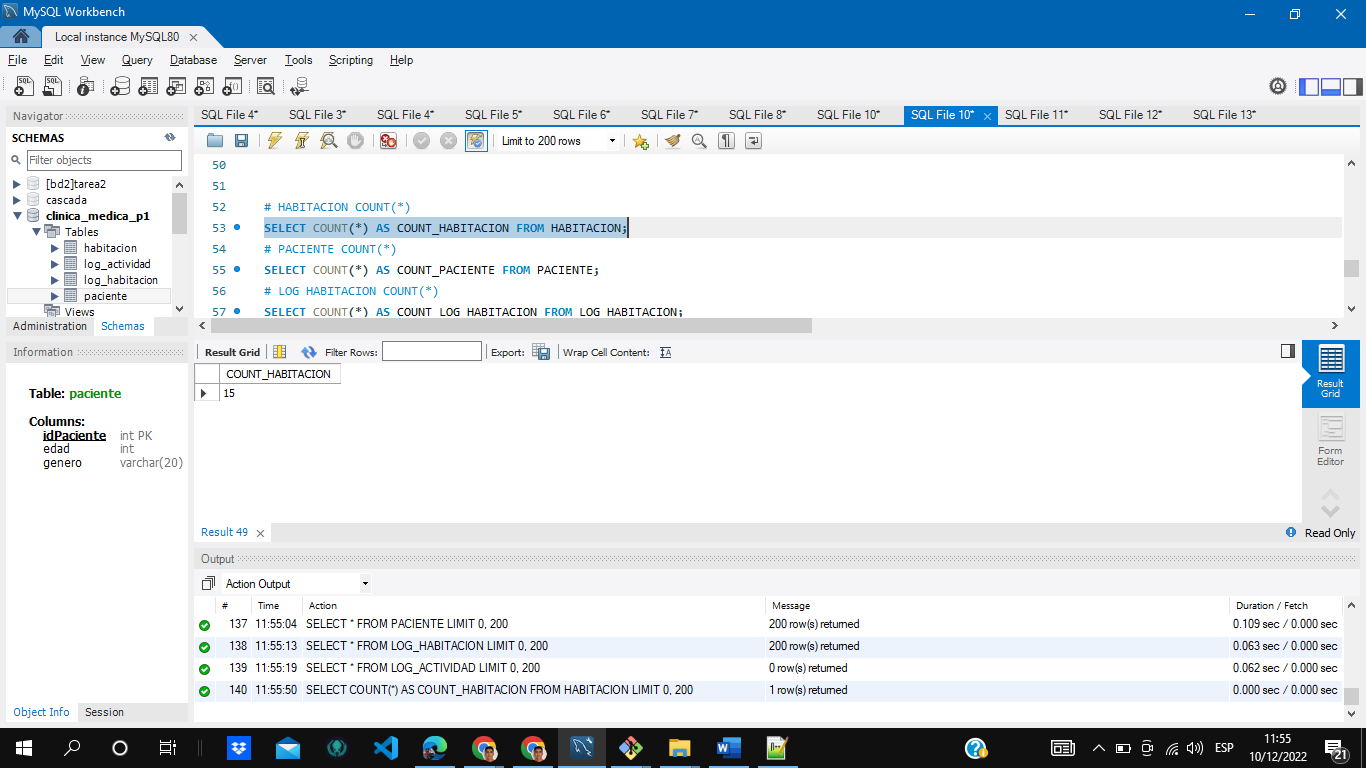 MySQL Workbench
Local instance MySQL80
File Edit View Query Database Server Tools Scripting Help
Navigator
SCHEMAS
Filter objects
[bd2]tarea2
cascada
clinica_medica_p1
Tables
habitacion
log_actividad
log_habitacion
paciente
Views
Administration Schemas
Information
Table: paciente
Columns:
idPaciente int PK
edad int
genero varchar(20)
Object Info Session
SQL File 4* SQL File 3* SQL File 4* SQL File 5* SQL File 6* SQL File 7* SQL File 8* SQL File 10* SQL File 10* SQL File 11* SQL File 12* SQL File 13*
Limit to 200 rows
50
51
52 # HABITACION COUNT(*)
53 SELECT COUNT(*) AS COUNT_HABITACION FROM HABITACION;
54 # PACIENTE COUNT(*)
55 SELECT COUNT(*) AS COUNT_PACIENTE FROM PACIENTE;
56 # LOG HABITACION COUNT(*)
57 SELECT COUNT(*) AS COUNT_LOG_HABITACION FROM LOG_HABITACION;
Result Grid Filter Rows: Export: Wrap Cell Content:
COUNT_HABITACION
15
Result Grid
Form Editor
Result 49
Read Only
Output
Action Output
# Time Action Message Duration / Fetch
137 11:55:04 SELECT * FROM PACIENTE LIMIT 0, 200 200 row(s) returned 0.109 sec / 0.000 sec
138 11:55:13 SELECT * FROM LOG_HABITACION LIMIT 0, 200 200 row(s) returned 0.063 sec / 0.000 sec
139 11:55:19 SELECT * FROM LOG_ACTIVIDAD LIMIT 0, 200 0 row(s) returned 0.062 sec / 0.000 sec
140 11:55:50 SELECT COUNT(*) AS COUNT_HABITACION FROM HABITACION LIMIT 0, 200 1 row(s) returned 0.000 sec / 0.000 sec
ESP
11:55
10/12/2022
21